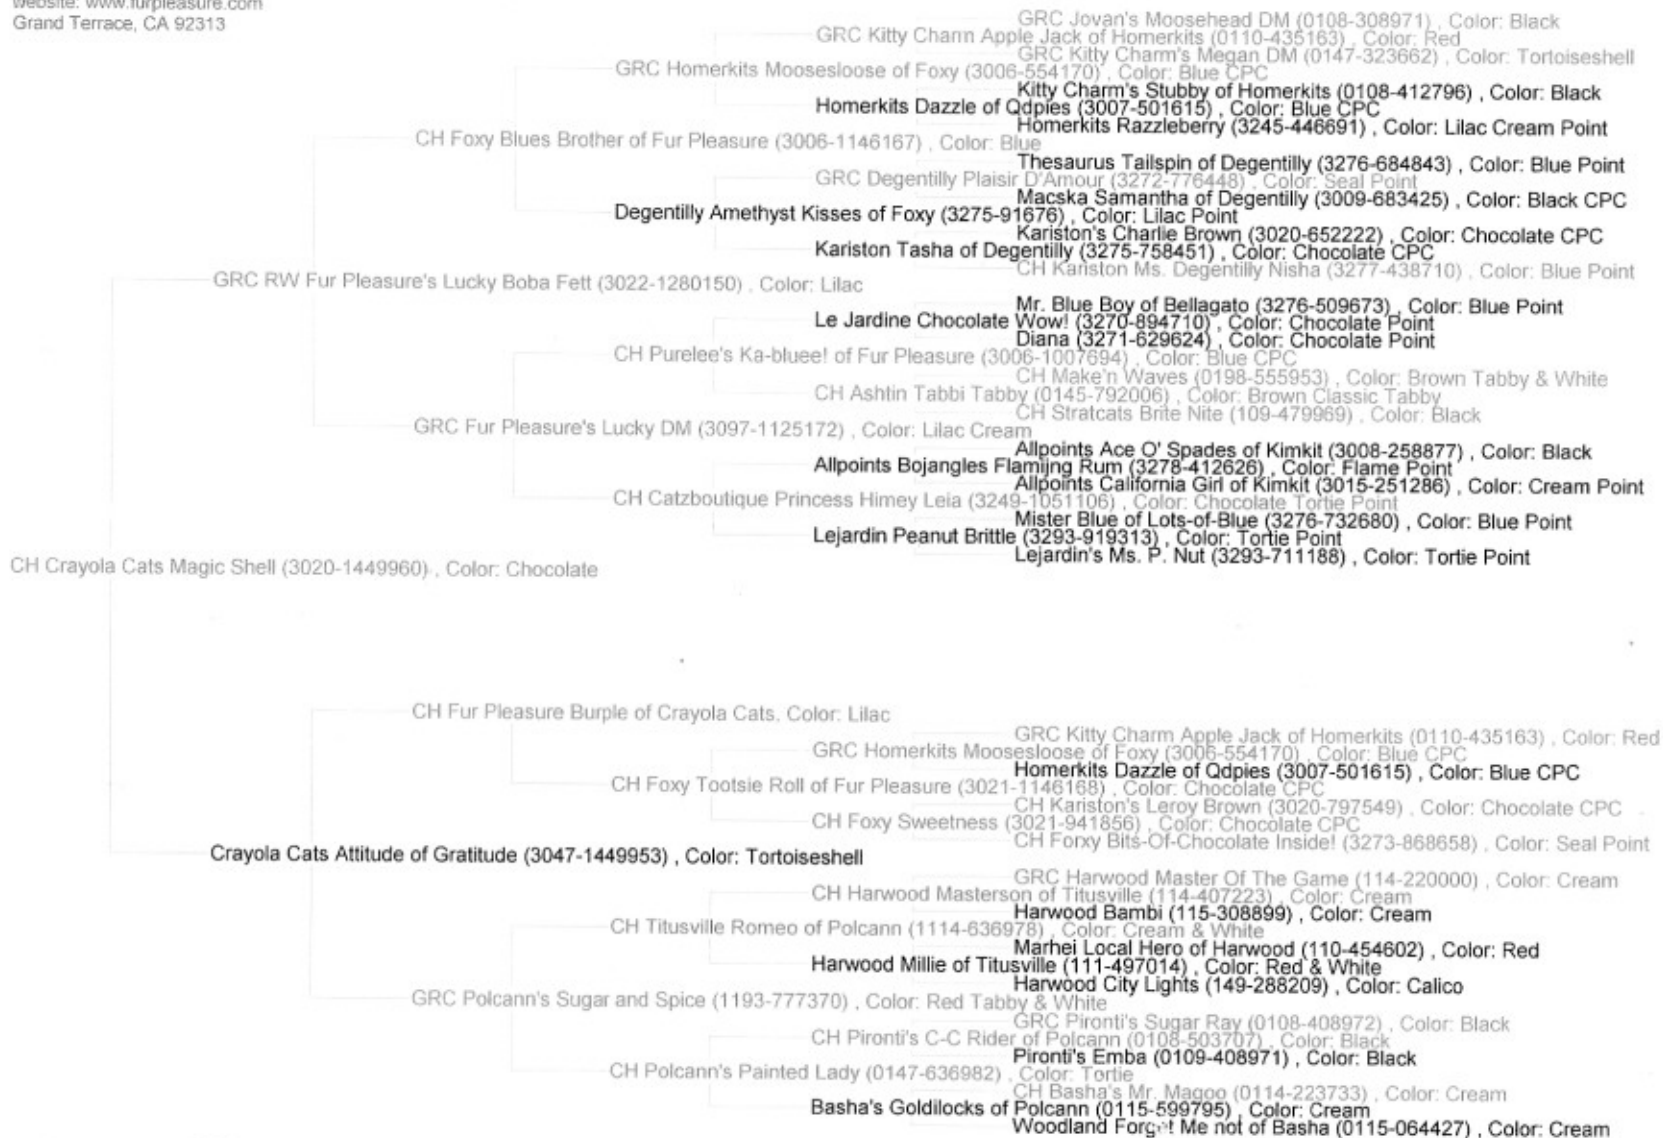 website: www.furpleasure.com
Grand Terrace, CA 92313
GRC Jovan's Moosehead DM (0108-308971) , Color: Black
GRC Kitty Charm Apple Jack of Homerkits (0110-435163) , Color: Red
GRC Kitty Charm's Megan DM (0147-323662) , Color: Tortoiseshell
GRC Homerkits Moosesloose of Foxy (3006-554170) , Color: Blue CPC
Kitty Charm's Stubby of Homerkits (0108-412796) , Color: Black
Homerkits Dazzle of Qdpies (3007-501615) , Color: Blue CPC
Homerkits Razzleberry (3245-446691) , Color: Lilac Cream Point
CH Foxy Blues Brother of Fur Pleasure (3006-1146167) , Color: Blue
Thesaurus Tailspin of Degentilly (3276-684843) , Color: Blue Point
GRC Degentilly Plaisir D'Amour (3272-776448) , Color: Seal Point
Macska Samantha of Degentilly (3009-683425) , Color: Black CPC
Degentilly Amethyst Kisses of Foxy (3275-91676) , Color: Lilac Point
Kariston's Charlie Brown (3020-652222) , Color: Chocolate CPC
Kariston Tasha of Degentilly (3275-758451) , Color: Chocolate CPC
CH Kariston Ms. Degentilly Nisha (3277-438710) , Color: Blue Point
GRC RW Fur Pleasure's Lucky Boba Fett (3022-1280150) , Color: Lilac
Mr. Blue Boy of Bellagato (3276-509673) , Color: Blue Point
Le Jardine Chocolate Wow! (3270-894710) , Color: Chocolate Point
Diana (3271-629624) , Color: Chocolate Point
CH Purelee's Ka-bluee! of Fur Pleasure (3006-1007694) , Color: Blue CPC
CH Make'n Waves (0198-555953) , Color: Brown Tabby & White
CH Ashtin Tabbi Tabby (0145-792006) , Color: Brown Classic Tabby
CH Stratcats Brite Nite (109-479969) , Color: Black
GRC Fur Pleasure's Lucky DM (3097-1125172) , Color: Lilac Cream
Allpoints Ace O' Spades of Kimkit (3008-258877) , Color: Black
Allpoints Bojangles Flamijng Rum (3278-412626) , Color: Flame Point
Allpoints California Girl of Kimkit (3015-251286) , Color: Cream Point
CH Catzboutique Princess Himey Leia (3249-1051106) , Color: Chocolate Tortie Point
Mister Blue of Lots-of-Blue (3276-732680) , Color: Blue Point
Lejardin Peanut Brittle (3293-919313) , Color: Tortie Point
Lejardin's Ms. P. Nut (3293-711188) , Color: Tortie Point
CH Crayola Cats Magic Shell (3020-1449960) , Color: Chocolate
CH Fur Pleasure Burple of Crayola Cats, Color: Lilac
GRC Kitty Charm Apple Jack of Homerkits (0110-435163) , Color: Red
GRC Homerkits Moosesloose of Foxy (3006-554170) , Color: Blue CPC
Homerkits Dazzle of Qdpies (3007-501615) , Color: Blue CPC
CH Foxy Tootsie Roll of Fur Pleasure (3021-1146168) , Color: Chocolate CPC
CH Kariston's Leroy Brown (3020-797549) , Color: Chocolate CPC
CH Foxy Sweetness (3021-941856) , Color: Chocolate CPC
CH Forxy Bits-Of-Chocolate Inside! (3273-868658) , Color: Seal Point
Crayola Cats Attitude of Gratitude (3047-1449953) , Color: Tortoiseshell
GRC Harwood Master Of The Game (114-220000) , Color: Cream
CH Harwood Masterson of Titusville (114-407223) , Color: Cream
Harwood Bambi (115-308899) , Color: Cream
CH Titusville Romeo of Polcann (1114-636978) , Color: Cream & White
Marhei Local Hero of Harwood (110-454602) , Color: Red
Harwood Millie of Titusville (111-497014) , Color: Red & White
Harwood City Lights (149-288209) , Color: Calico
GRC Polcann's Sugar and Spice (1193-777370) , Color: Red Tabby & White
GRC Pironti's Sugar Ray (0108-408972) , Color: Black
CH Pironti's C-C Rider of Polcann (0108-503707) , Color: Black
Pironti's Emba (0109-408971) , Color: Black
CH Polcann's Painted Lady (0147-636982) , Color: Tortie
CH Basha's Mr. Magoo (0114-223733) , Color: Cream
Basha's Goldilocks of Polcann (0115-599795) , Color: Cream
Woodland Forget Me not of Basha (0115-064427) , Color: Cream